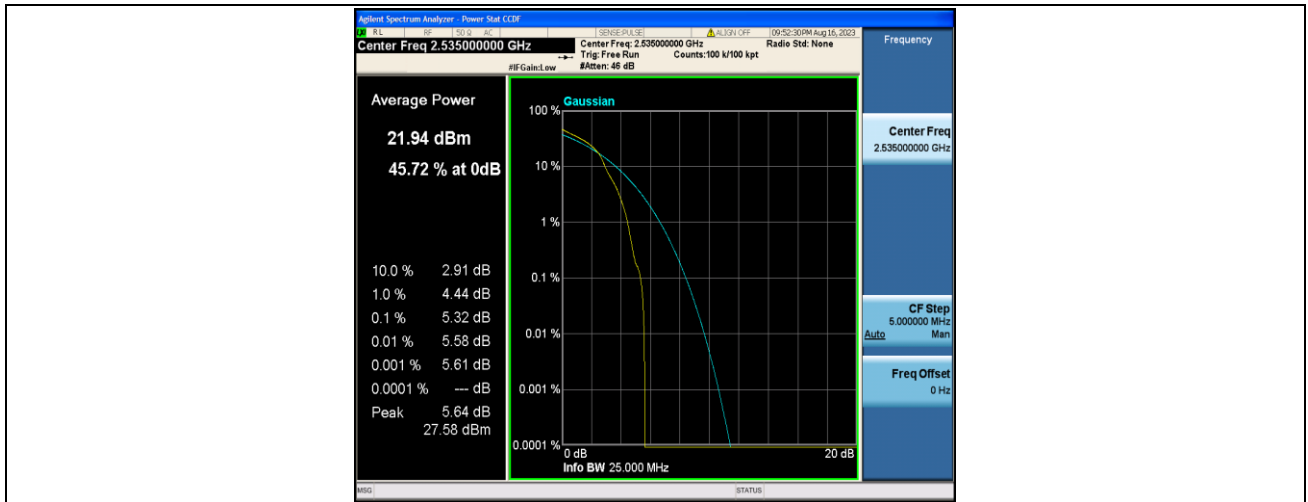 Agilent Spectrum Analyzer - Power Stat CCDF
RL RF 50 Ω AC SENSE:PULSE ALIGN OFF 09:52:30PM Aug 16, 2023
Center Freq 2.535000000 GHz
Center Freq: 2.535000000 GHz Radio Std: None
Trig: Free Run Counts:100 k/100 kpt
#IFGain:Low #Atten: 46 dB
Frequency
Average Power
21.94 dBm
45.72 % at 0dB
10.0 % 2.91 dB
1.0 % 4.44 dB
0.1 % 5.32 dB
0.01 % 5.58 dB
0.001 % 5.61 dB
0.0001 % --- dB
Peak 5.64 dB
27.58 dBm
Gaussian
100 %
10 %
1 %
0.1 %
0.01 %
0.001 %
0.0001 %
0 dB 20 dB
Info BW 25.000 MHz
Center Freq
2.535000000 GHz
CF Step
5.000000 MHz
Auto Man
Freq Offset
0 Hz
MSG STATUS